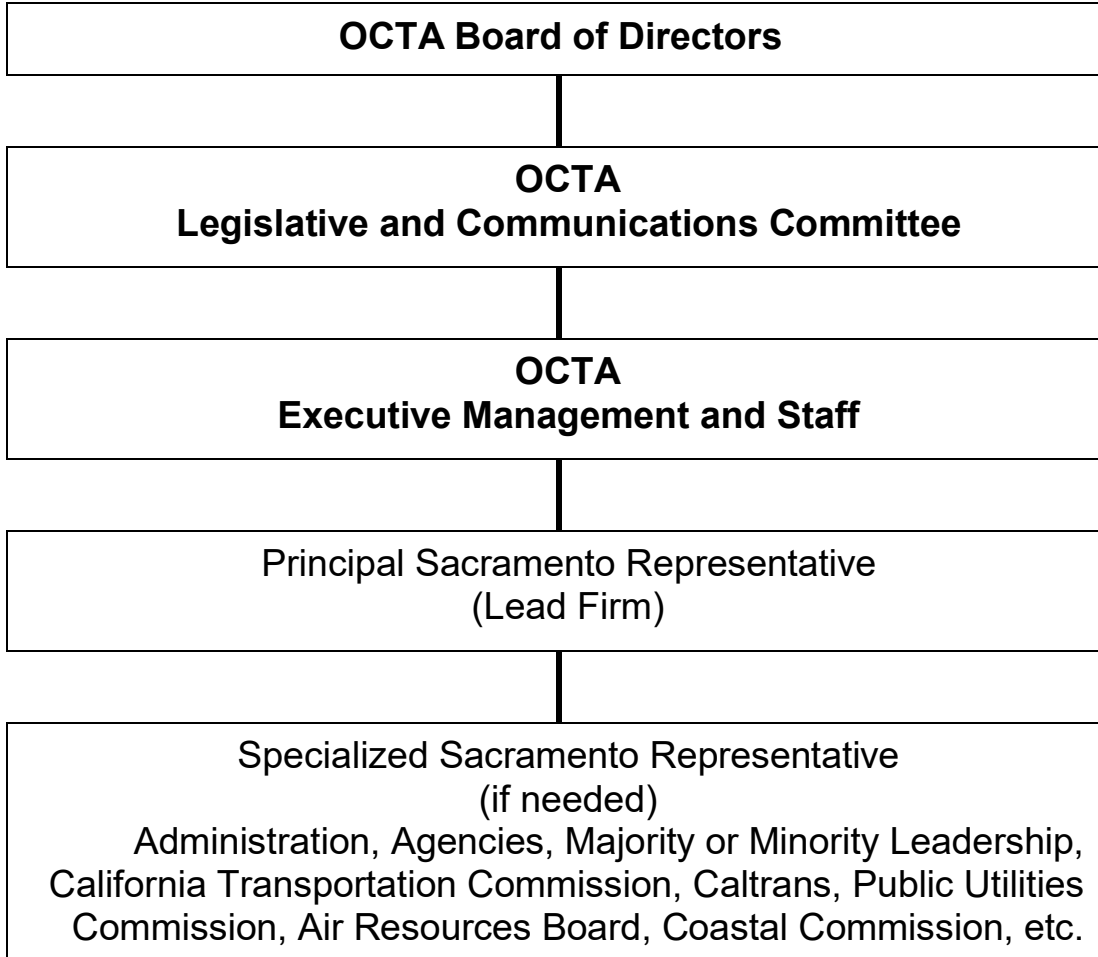 OCTA Board of Directors
OCTA
Legislative and Communications Committee
OCTA
Executive Management and Staff
Principal Sacramento Representative
(Lead Firm)
Specialized Sacramento Representative
(if needed)
Administration, Agencies, Majority or Minority Leadership,
California Transportation Commission, Caltrans, Public Utilities
Commission, Air Resources Board, Coastal Commission, etc.